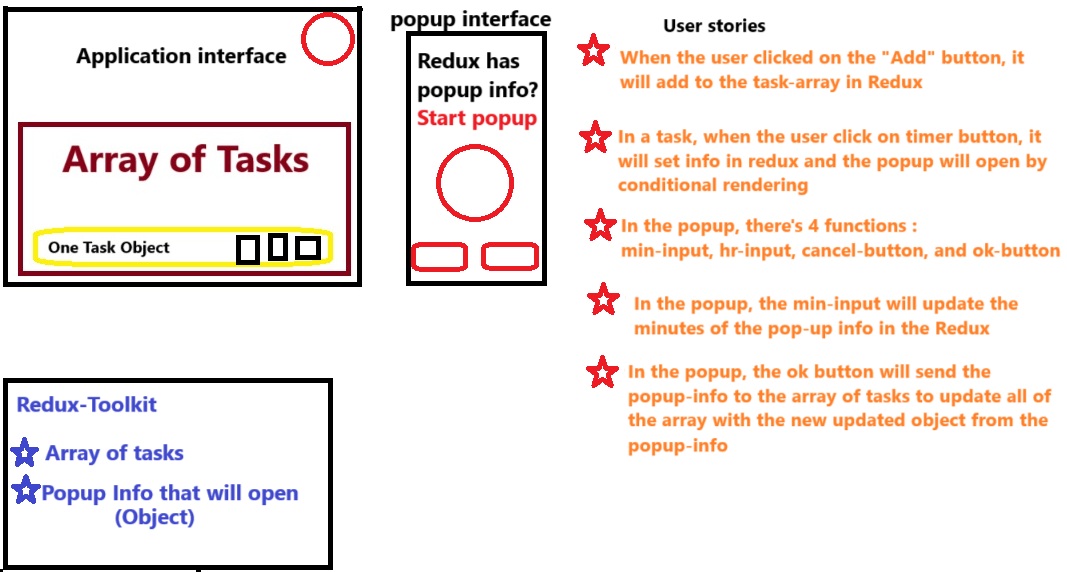 Application interface
Array of Tasks
One Task Object
popup interface
Redux has
popup info?
Start popup
User stories
When the user clicked on the "Add" button, it
will add to the task-array in Redux
In a task, when the user click on timer button, it
will set info in redux and the popup will open by
conditional rendering
In the popup, there's 4 functions :
min-input, hr-input, cancel-button, and ok-button
In the popup, the min-input will update the
minutes of the pop-up info in the Redux
In the popup, the ok button will send the
popup-info to the array of tasks to update all of
the array with the new updated object from the
popup-info
Redux-Toolkit
Array of tasks
Popup Info that will open
(Object)